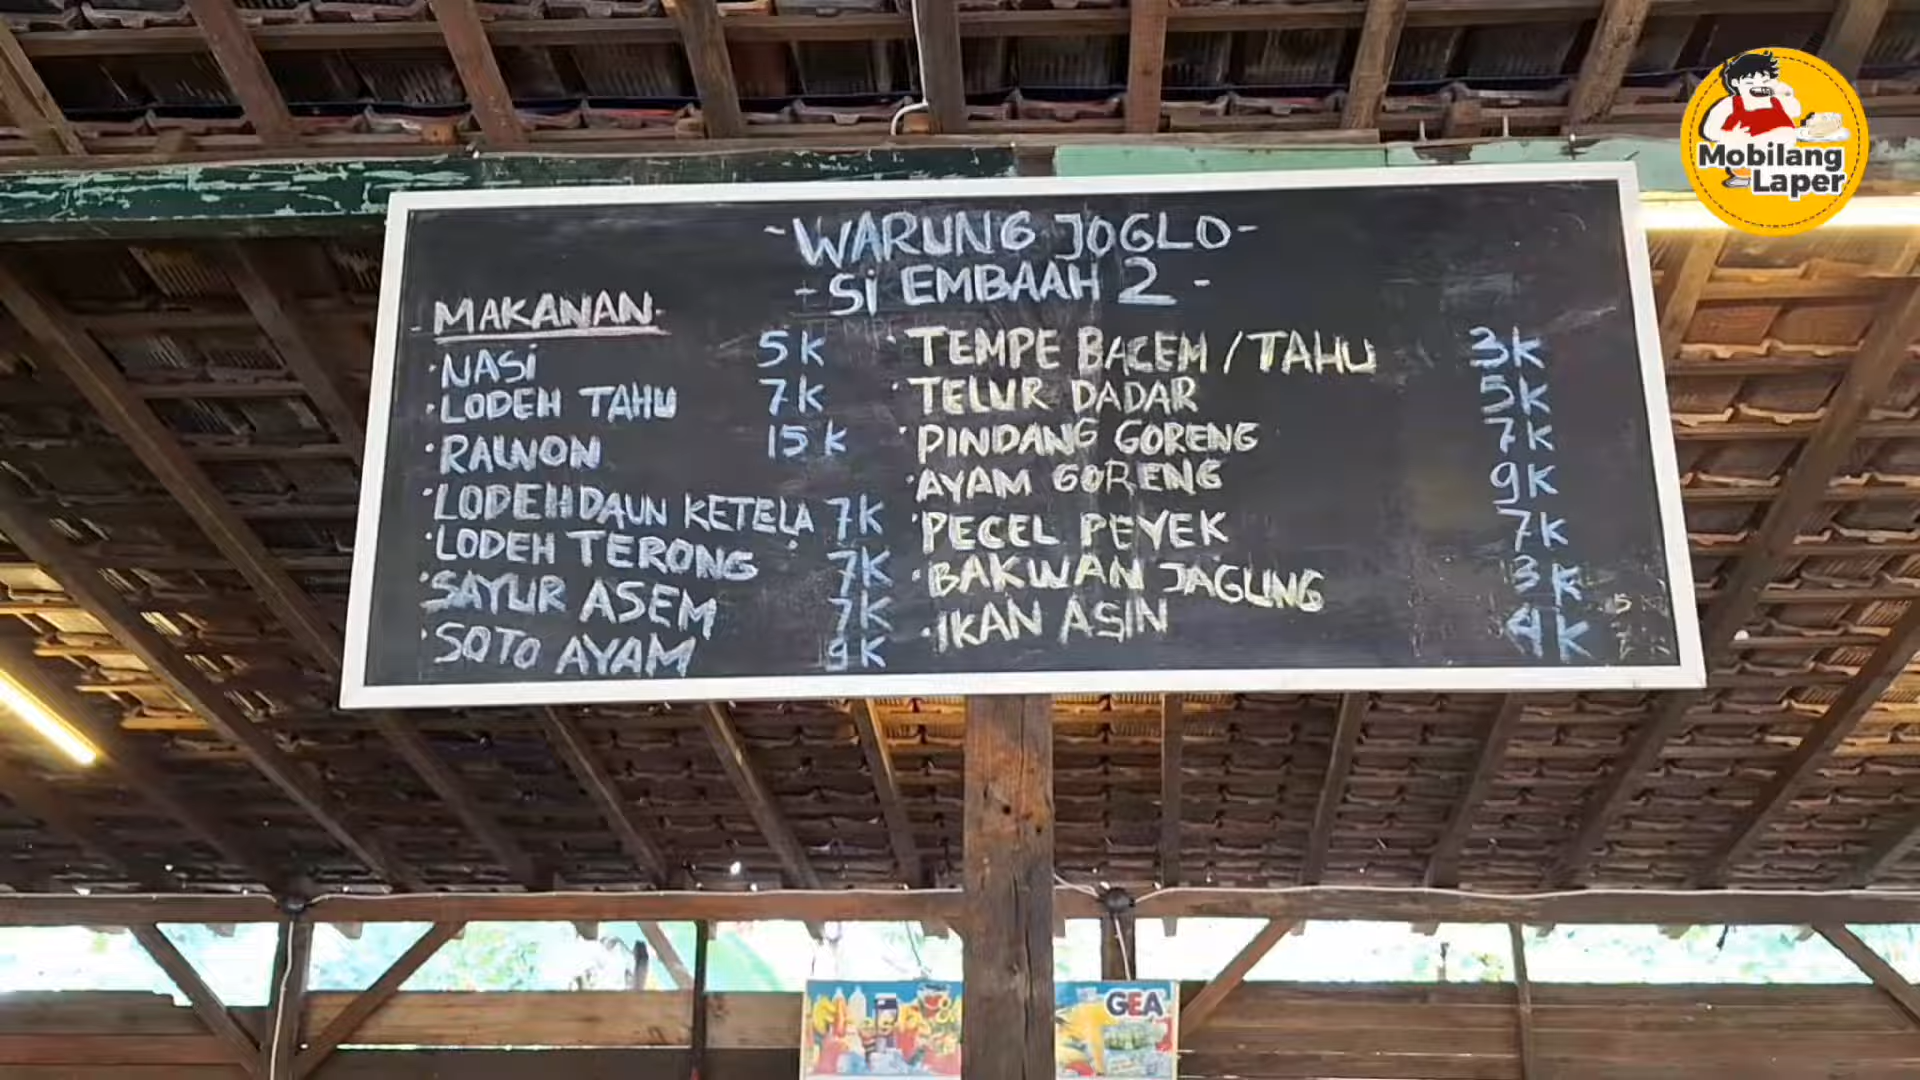 Mobilang
Laper
-WARUNG JOGLO-
- Si EMBAAH 2 -
MAKANAN
· NASi 5K
· LODEH TAHU 7K
· RAWON 15K
· LODEH DAUN KETELA 7K
· LODEH TERONG 7K
· SAYUR ASEM 7K
· SOTO AYAM 9K
· TEMPE BACEM / TAHU 3K
· TELUR DADAR 5K
· PINDANG GORENG 7K
· AYAM GORENG 9K
· PECEL PEYEK 7K
· BAKWAN JAGUNG 3K
· IKAN ASIN 4K
GEA